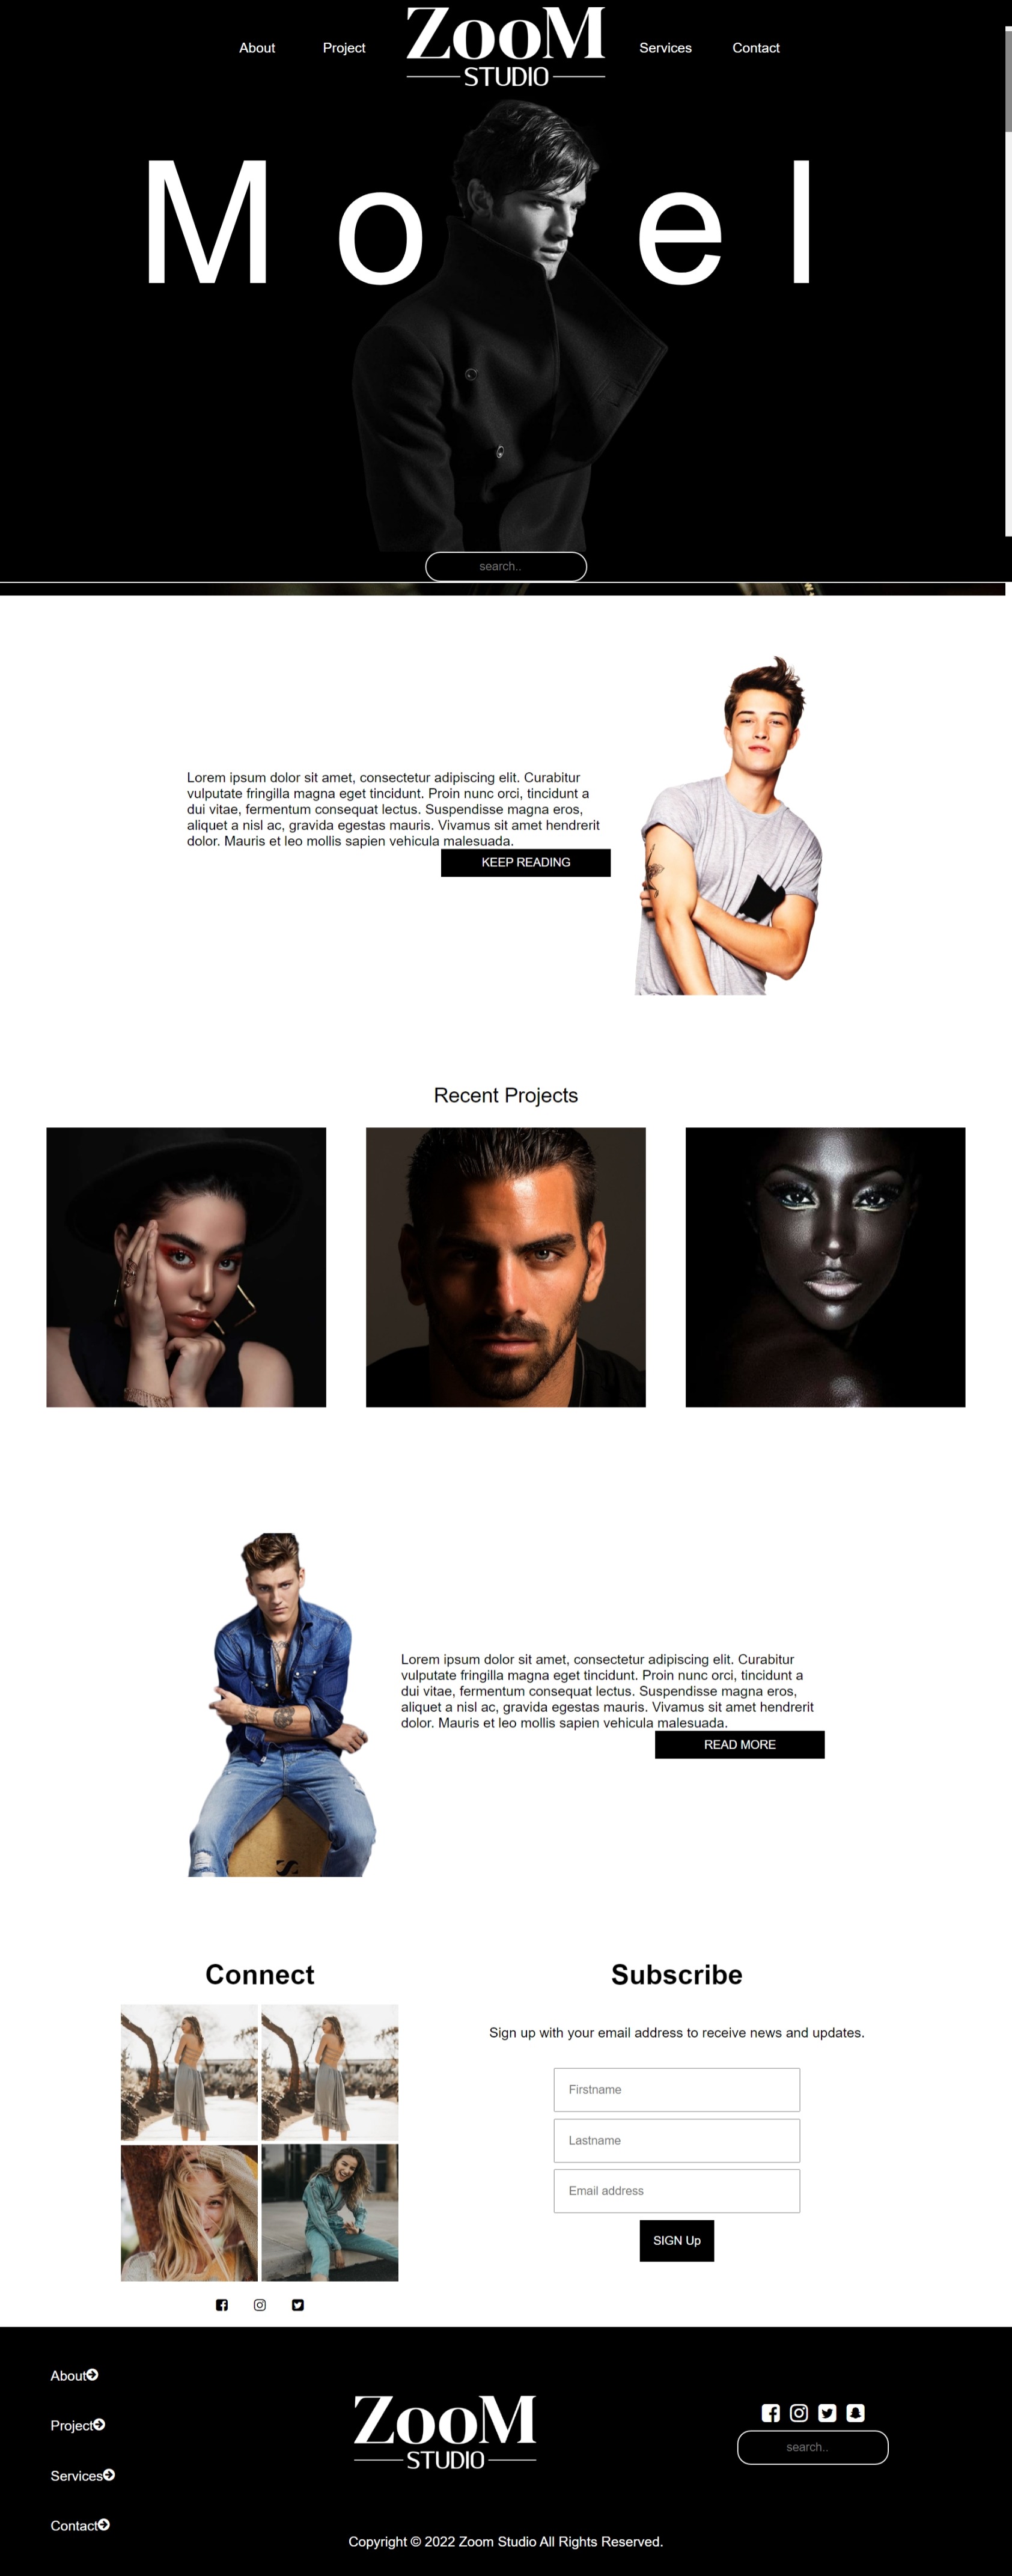 About
Project
ZooM
STUDIO
Services
Contact
M o e l
search..
Lorem ipsum dolor sit amet, consectetur adipiscing elit. Curabitur
vulputate fringilla magna eget tincidunt. Proin nunc orci, tincidunt a
dui vitae, fermentum consequat lectus. Suspendisse magna eros,
aliquet a nisl ac, gravida egestas mauris. Vivamus sit amet hendrerit
dolor. Mauris et leo mollis sapien vehicula malesuada.
KEEP READING
Recent Projects
Lorem ipsum dolor sit amet, consectetur adipiscing elit. Curabitur
vulputate fringilla magna eget tincidunt. Proin nunc orci, tincidunt a
dui vitae, fermentum consequat lectus. Suspendisse magna eros,
aliquet a nisl ac, gravida egestas mauris. Vivamus sit amet hendrerit
dolor. Mauris et leo mollis sapien vehicula malesuada.
READ MORE
Connect
Subscribe
Sign up with your email address to receive news and updates.
Firstname
Lastname
Email address
SIGN Up
About
Project
Services
Contact
ZooM
STUDIO
search..
Copyright © 2022 Zoom Studio All Rights Reserved.